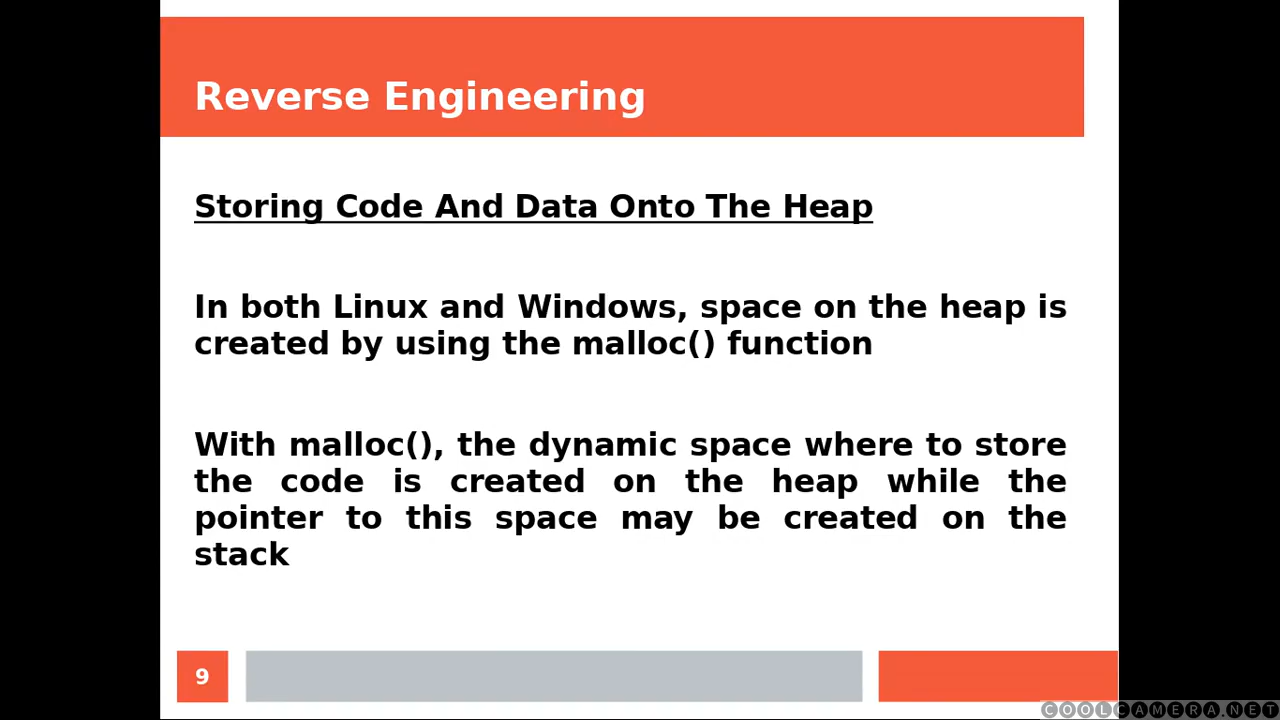 Reverse Engineering
Storing Code And Data Onto The Heap
In both Linux and Windows, space on the heap is
created by using the malloc() function
With malloc(), the dynamic space where to store
the code is created on the heap while the
pointer to this space may be created on the
stack
9
COOLCAMERA.NET